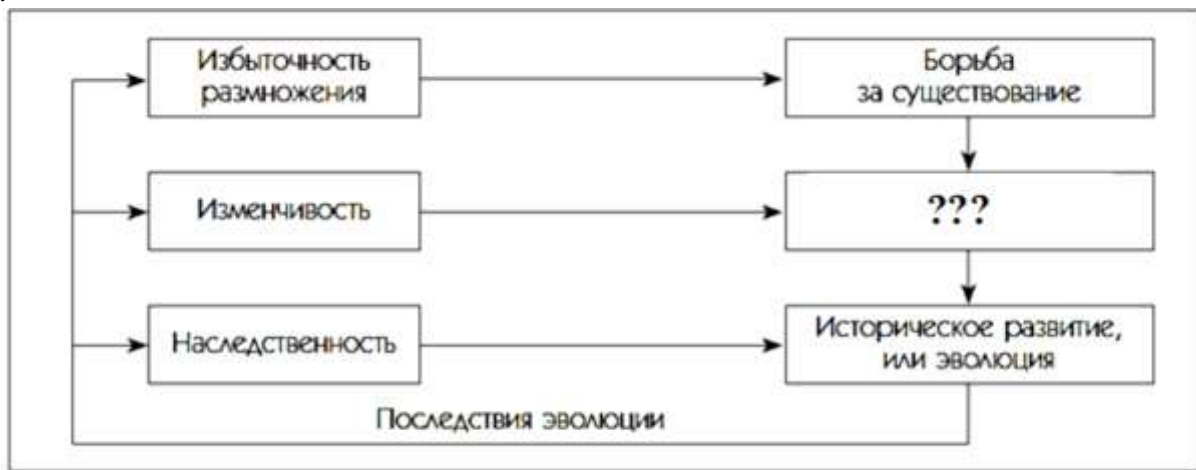 Избыточность
размножения
Борьба
за существование
Изменчивость
???
Наследственность
Историческое развитие,
или эволюция
Последствия эволюции